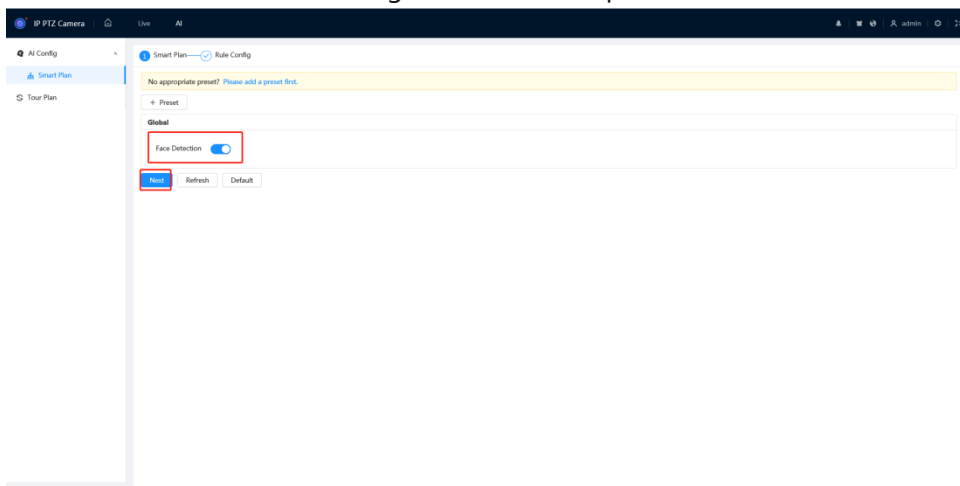 IP PTZ Camera
Live
AI
admin
AI Config
Smart Plan
Tour Plan
1 Smart Plan
Rule Config
No appropriate preset? Please add a preset first.
+ Preset
Global
Face Detection
Next
Refresh
Default